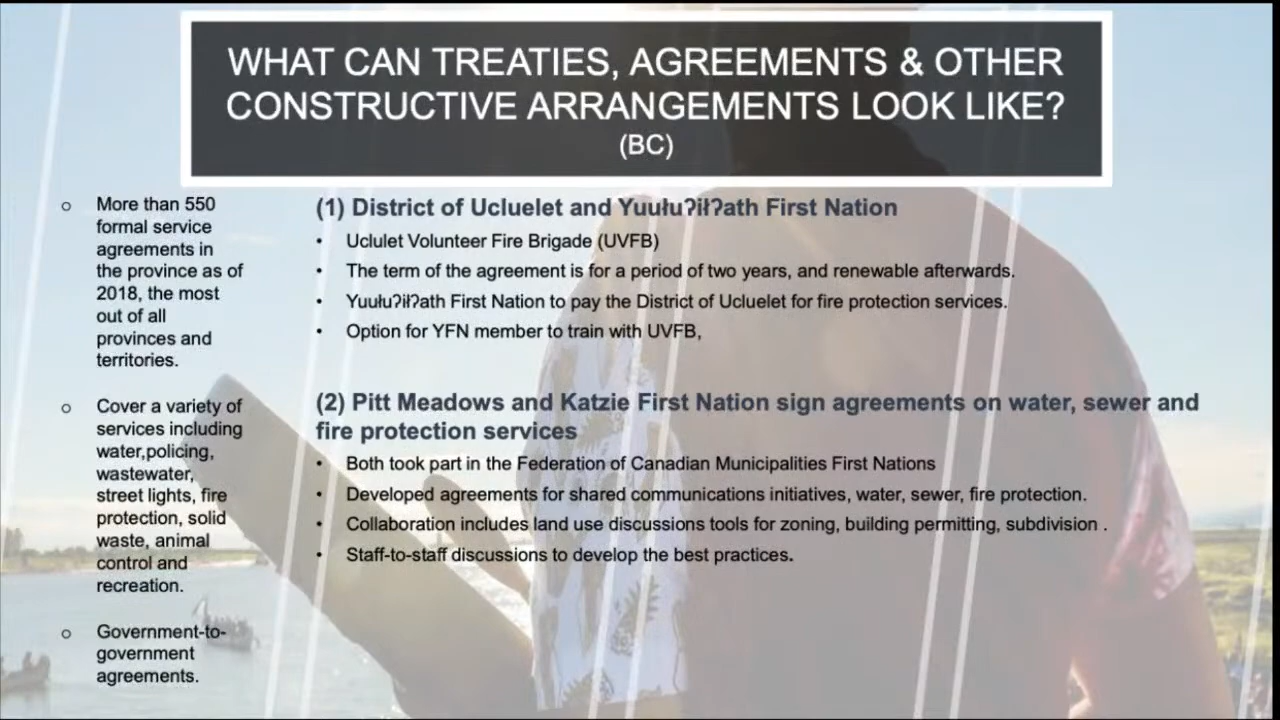 WHAT CAN TREATIES, AGREEMENTS & OTHER
CONSTRUCTIVE ARRANGEMENTS LOOK LIKE?
(BC)
○ More than 550
formal service
agreements in
the province as of
2018, the most
out of all
provinces and
territories.
○ Cover a variety of
services including
water,policing,
wastewater,
street lights, fire
protection, solid
waste, animal
control and
recreation.
○ Government-to-
government
agreements.
(1) District of Ucluelet and Yuułuʔiłʔath First Nation
• Uclulet Volunteer Fire Brigade (UVFB)
• The term of the agreement is for a period of two years, and renewable afterwards.
• Yuułuʔiłʔath First Nation to pay the District of Ucluelet for fire protection services.
• Option for YFN member to train with UVFB,
(2) Pitt Meadows and Katzie First Nation sign agreements on water, sewer and
fire protection services
• Both took part in the Federation of Canadian Municipalities First Nations
• Developed agreements for shared communications initiatives, water, sewer, fire protection.
• Collaboration includes land use discussions tools for zoning, building permitting, subdivision .
• Staff-to-staff discussions to develop the best practices.